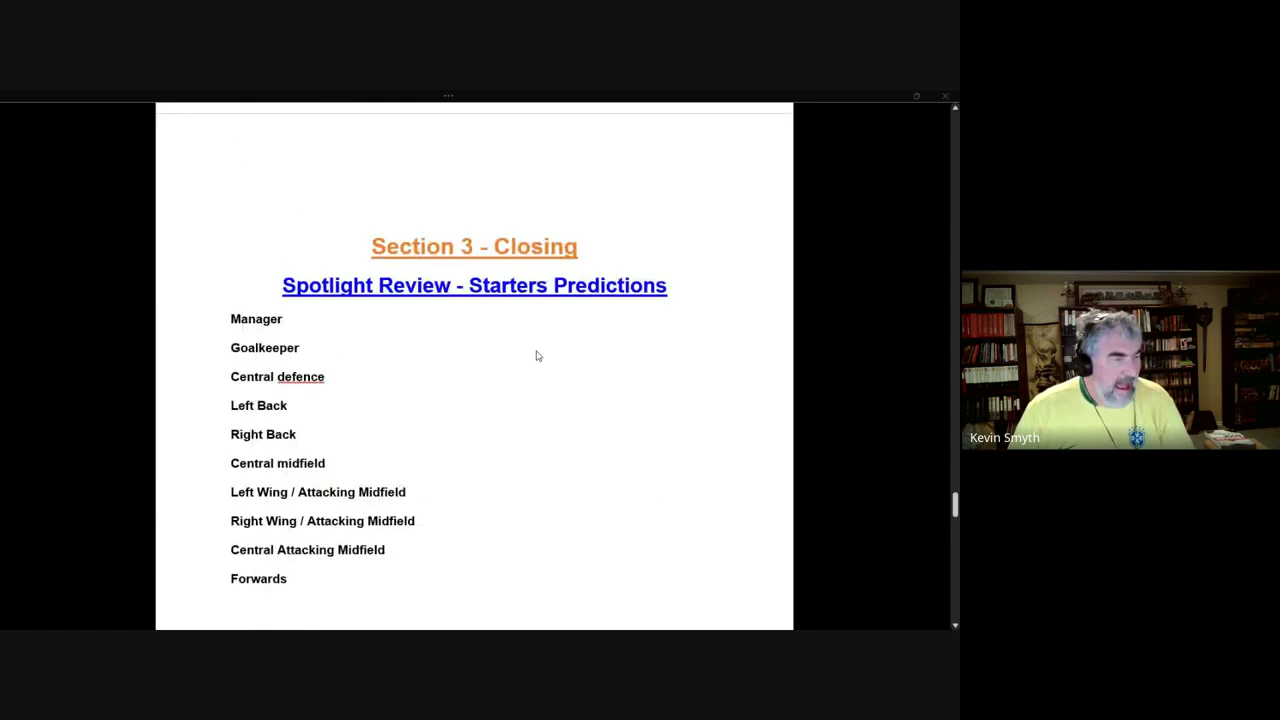 Section 3 - Closing
Spotlight Review - Starters Predictions
Manager
Goalkeeper
Central defence
Left Back
Right Back
Central midfield
Left Wing / Attacking Midfield
Right Wing / Attacking Midfield
Central Attacking Midfield
Forwards
Kevin Smyth